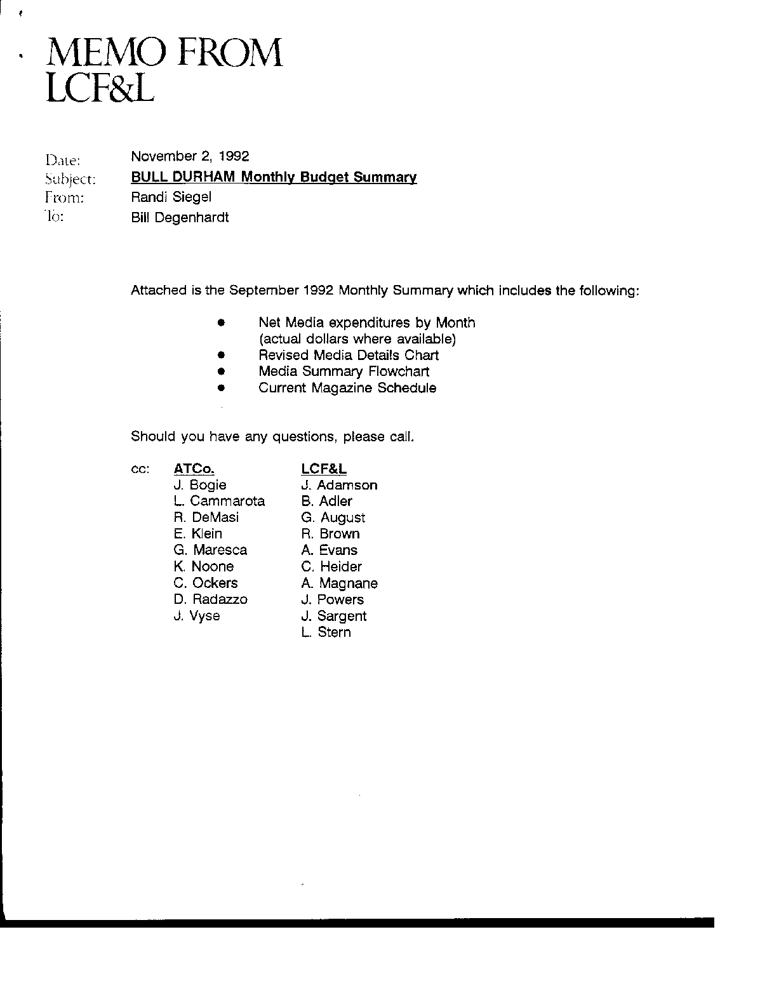 MEMO FROM
LCF&L
Date: November 2, 1992
Subject: BULL DURHAM Monthly Budget Summary
From: Randi Siegel
To: Bill Degenhardt
Attached is the September 1992 Monthly Summary which includes the following:
● Net Media expenditures by Month
(actual dollars where available)
● Revised Media Details Chart
● Media Summary Flowchart
● Current Magazine Schedule
Should you have any questions, please call.
cc: ATCo. LCF&L
J. Bogie J. Adamson
L. Cammarota B. Adler
R. DeMasi G. August
E. Klein R. Brown
G. Maresca A. Evans
K. Noone C. Heider
C. Ockers A. Magnane
D. Radazzo J. Powers
J. Vyse J. Sargent
L. Stern